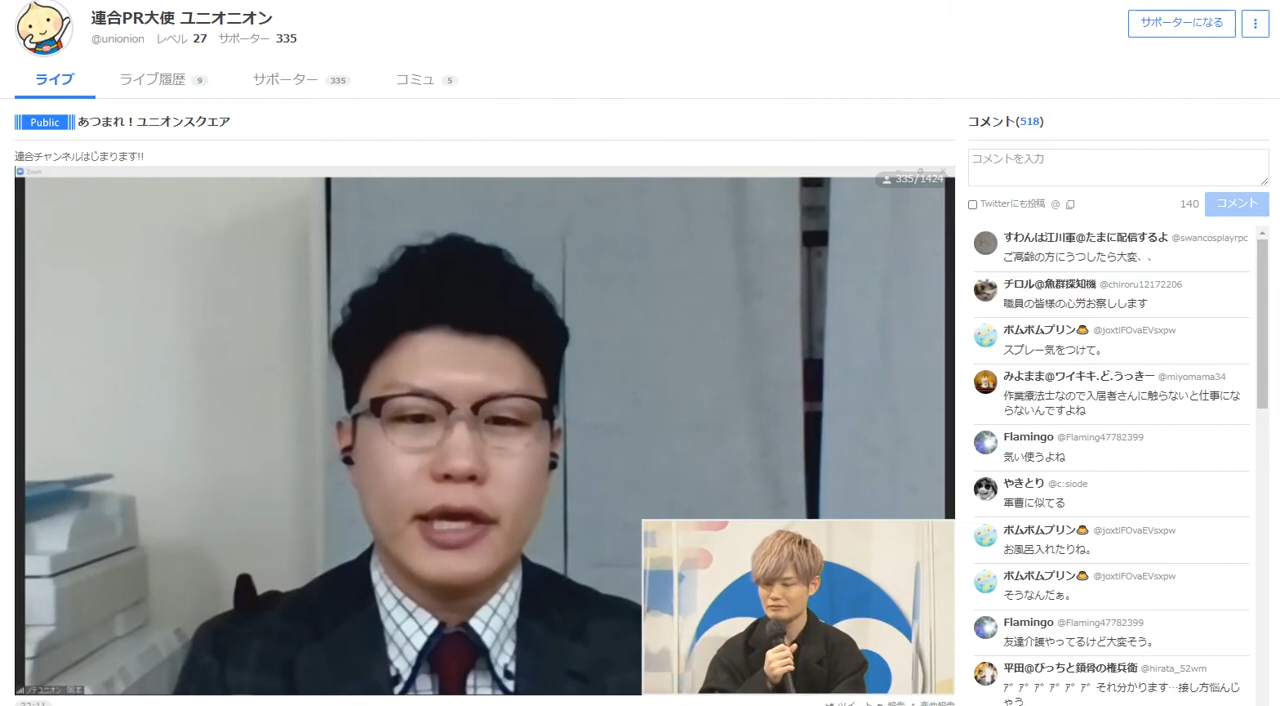 連合PR大使 ユニオニオン
@unionion レベル 27 サポーター 335
サポーターになる
ライブ ライブ履歴 9 サポーター 335 コミュ 5
Public あつまれ！ユニオンスクエア
連合チャンネルはじまります!!
Zoom
335/1424
コメント(518)
コメントを入力
Twitterにも投稿 @ 140 コメント
すわんは江川軍@たまに配信するよ @swancosplayrpc
ご高齢の方にうつしたら大変、、
チロル@魚群探知機 @chiroru12172206
職員の皆様の心労お察しします
ボムボムプリン🍮 @joxtlFOvaEVsxpw
スプレー気をつけて。
みよまま@ワイキキ.ど.うっきー @miyomama34
作業療法士なので入居者さんに触らないと仕事にな
らないんですよね
Flamingo @Flaming47782399
気い使うよね
やきとり @c:siode
軍曹に似てる
ボムボムプリン🍮 @joxtlFOvaEVsxpw
お風呂入れたりね。
ボムボムプリン🍮 @joxtlFOvaEVsxpw
そうなんだぁ。
Flamingo @Flaming47782399
友達介護やってるけど大変そう。
平田@びっちと鎖骨の権兵衛 @hirata_52wm
ｱﾞｱﾞｱﾞｱﾞｱﾞｱﾞそれ分かります…接し方悩んじ
ゃう